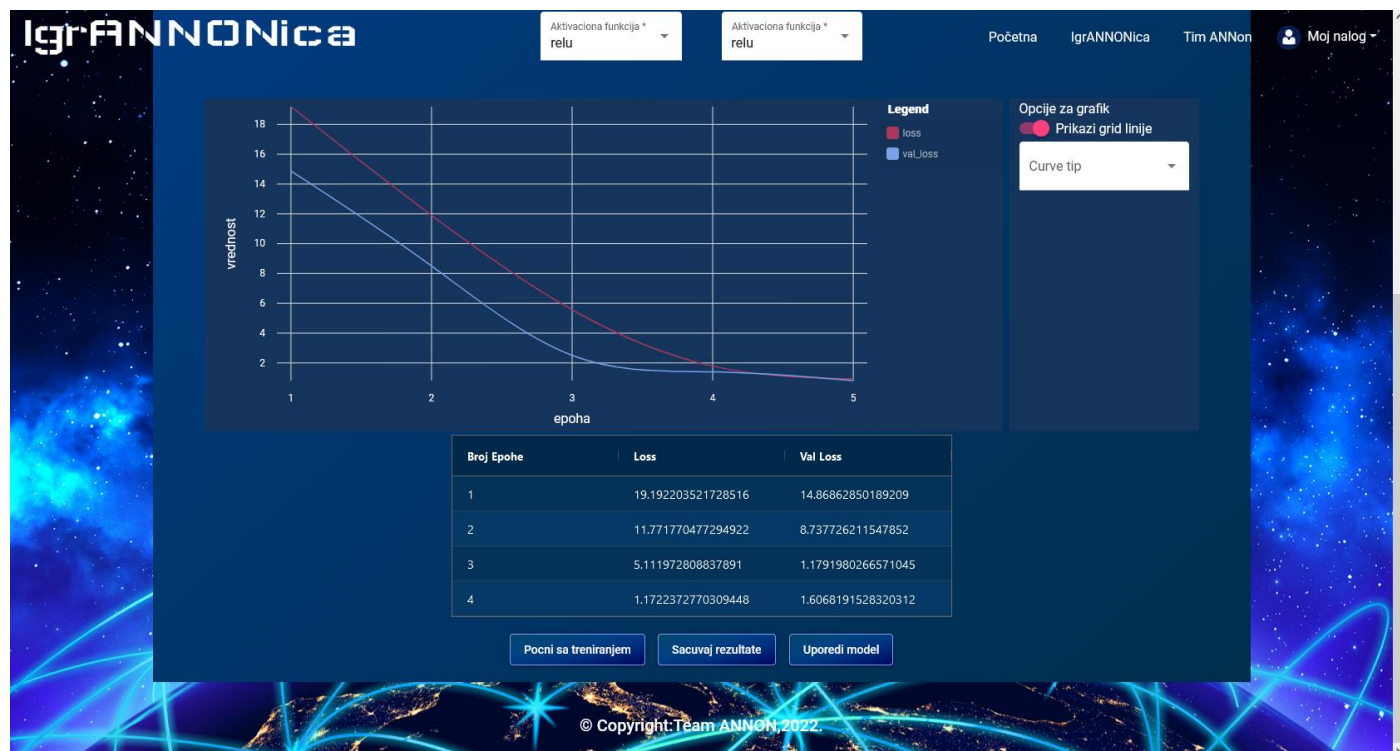 IgrANNONica
Aktivaciona funkcija *
relu
Aktivaciona funkcija *
relu
Početna IgrANNONica Tim ANNon Moj nalog
18
16
14
12
10
8
6
4
2
vrednost
1 2 3 4 5
epoha
Legend
loss
val_loss
Opcije za grafik
Prikazi grid linije
Curve tip
Broj Epohe Loss Val Loss
1 19.192203521728516 14.86862850189209
2 11.771770477294922 8.737726211547852
3 5.111972808837891 1.1791980266571045
4 1.1722372770309448 1.6068191528320312
Pocni sa treniranjem Sacuvaj rezultate Uporedi model
© Copyright:Team ANNON,2022.